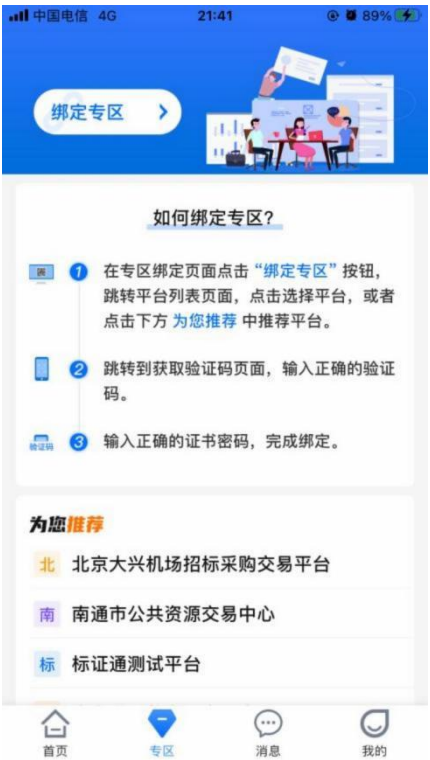 中国电信 4G 21:41 89%
绑定专区
如何绑定专区?
1 在专区绑定页面点击“绑定专区”按钮,
跳转平台列表页面,点击选择平台,或者
点击下方 为您推荐 中推荐平台。
2 跳转到获取验证码页面,输入正确的验证
码。
验证码 3 输入正确的证书密码,完成绑定。
为您推荐
北 北京大兴机场招标采购交易平台
南 南通市公共资源交易中心
标 标证通测试平台
首页 专区 消息 我的